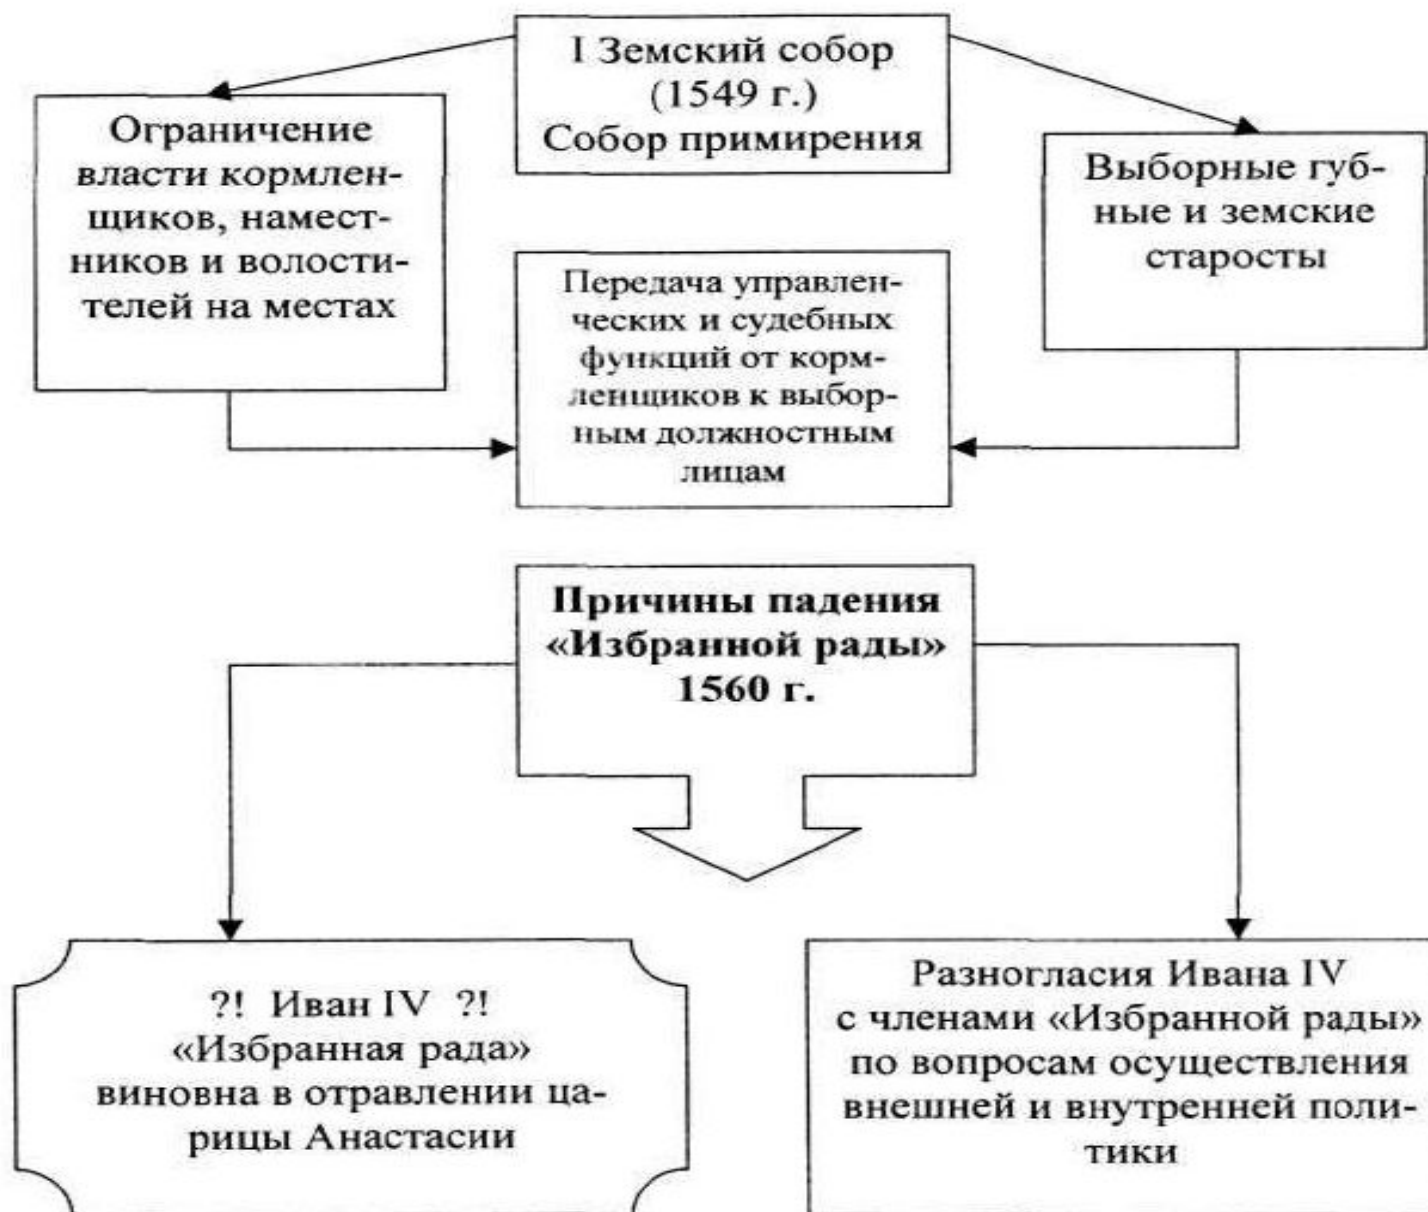 I Земский собор
(1549 г.)
Собор примирения
Ограничение
власти кормлен-
щиков, намест-
ников и волости-
телей на местах
Выборные губ-
ные и земские
старосты
Передача управлен-
ческих и судебных
функций от корм-
ленщиков к выбор-
ным должностным
лицам
Причины падения
«Избранной рады»
1560 г.
?! Иван IV ?!
«Избранная рада»
виновна в отравлении ца-
рицы Анастасии
Разногласия Ивана IV
с членами «Избранной рады»
по вопросам осуществления
внешней и внутренней поли-
тики